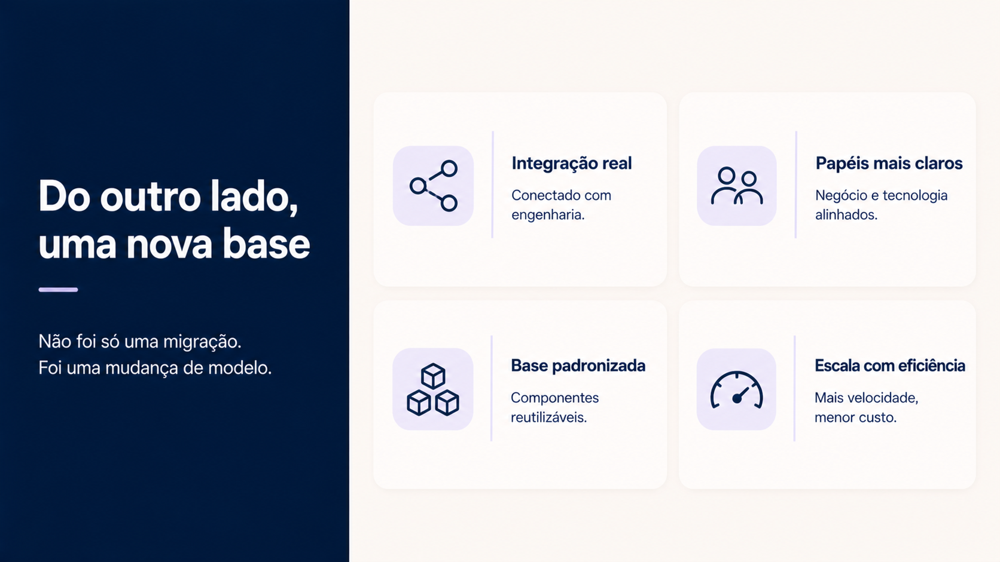 Do outro lado,
uma nova base
Não foi só uma migração.
Foi uma mudança de modelo.
Integração real
Conectado com
engenharia.
Papéis mais claros
Negócio e tecnologia
alinhados.
Base padronizada
Componentes
reutilizáveis.
Escala com eficiência
Mais velocidade,
menor custo.